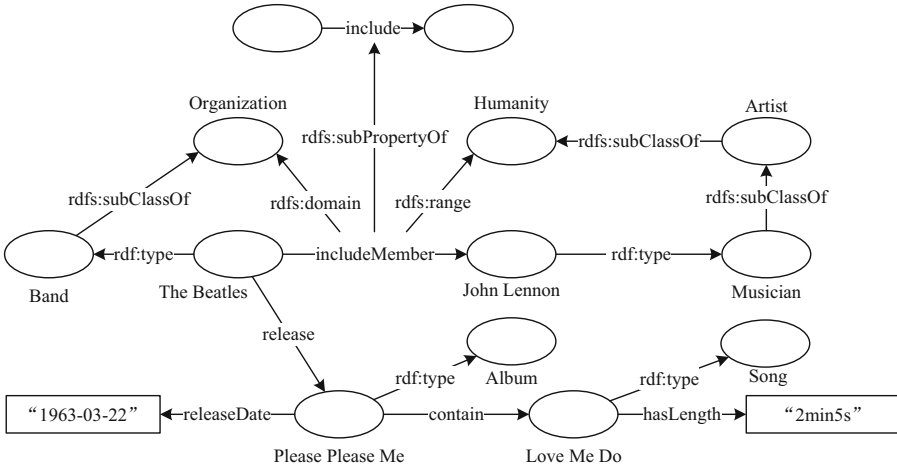 include
Organization
Humanity
Artist
rdfs:subPropertyOf
rdfs:subClassOf
rdfs:subClassOf
rdfs:domain
rdfs:range
rdfs:subClassOf
rdf:type
includeMember
rdf:type
Band
The Beatles
John Lennon
Musician
release
rdf:type
Album
rdf:type
Song
“1963-03-22”
releaseDate
contain
hasLength
“2min5s”
Please Please Me
Love Me Do